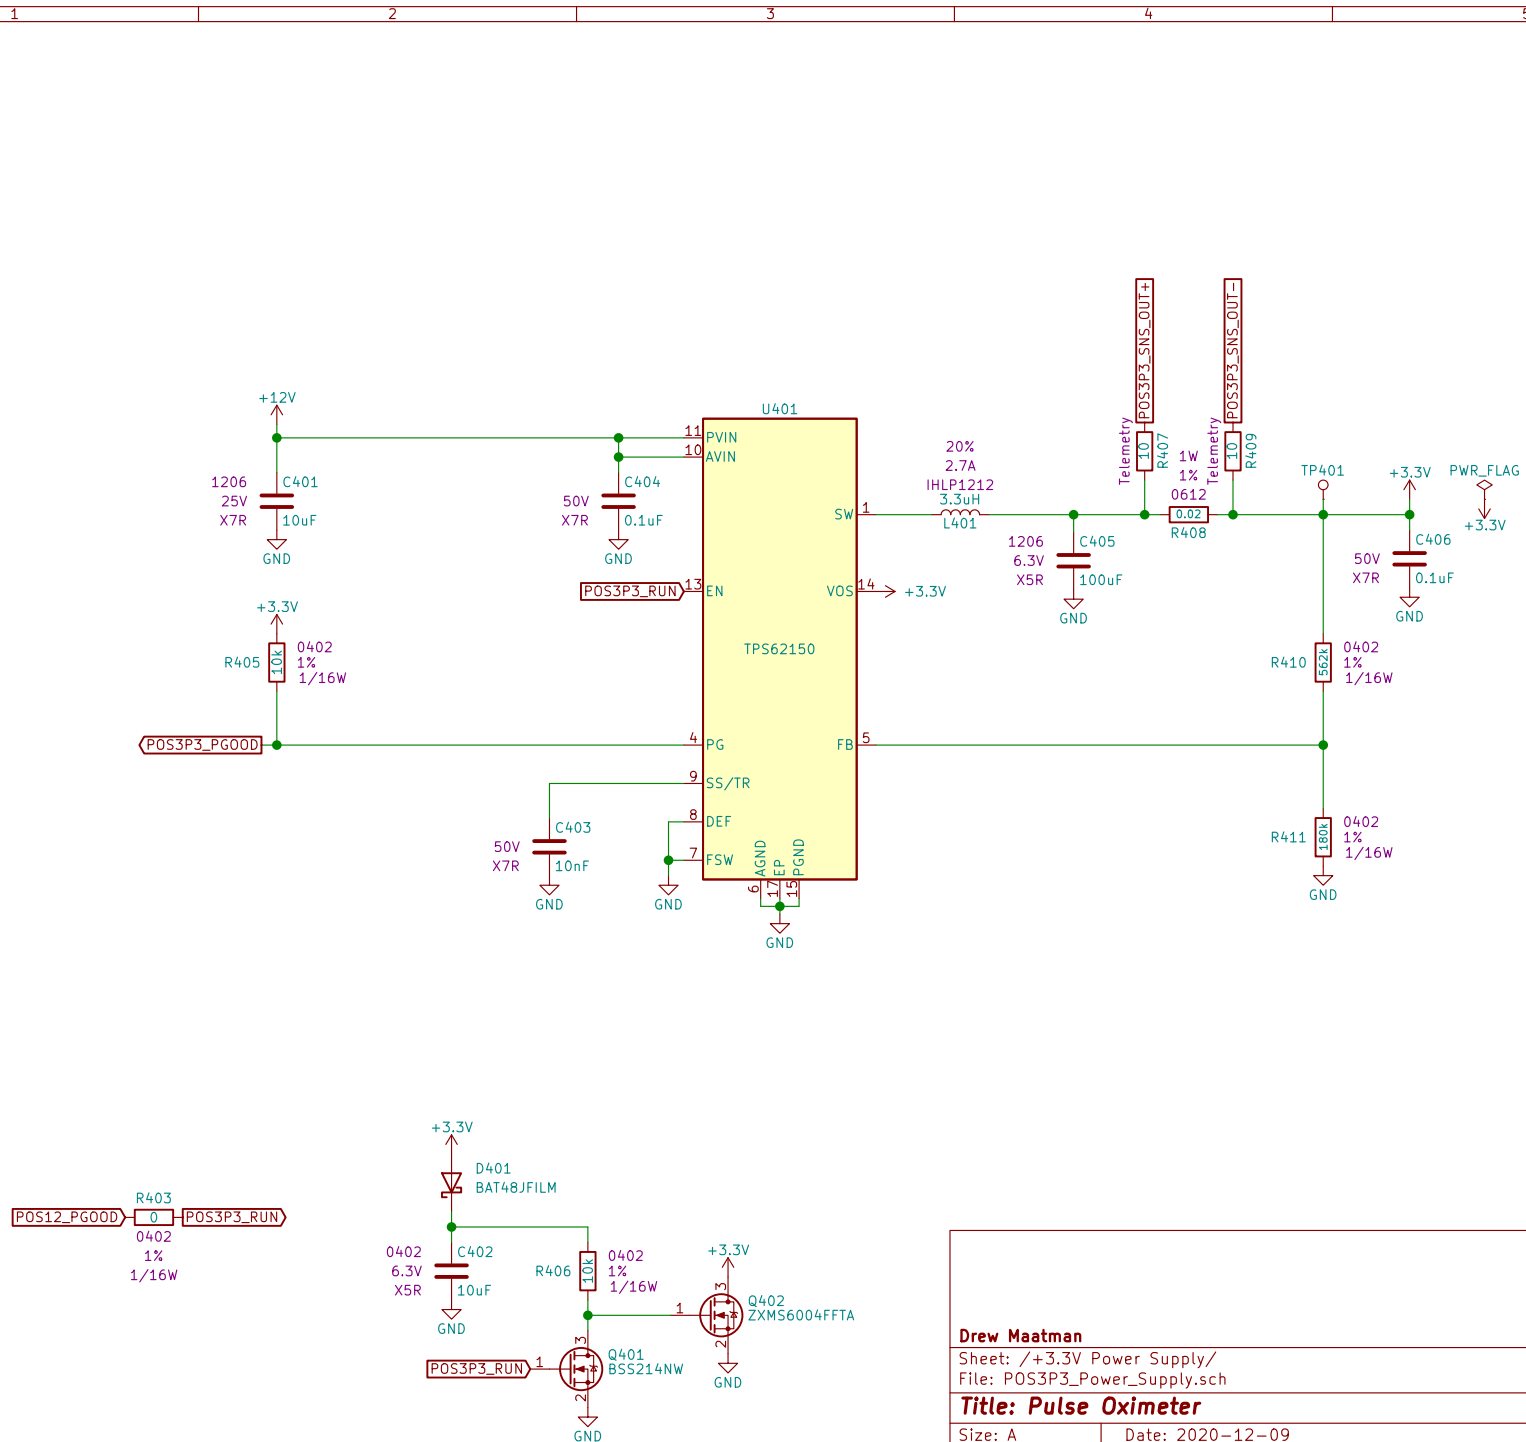 1
2
3
4
+12V
1206
25V
X7R
C401
10uF
GND
50V
X7R
C404
0.1uF
GND
POS3P3_RUN
+3.3V
R405
10k
0402
1%
1/16W
POS3P3_PGOOD
50V
X7R
C403
10nF
GND
GND
U401
TPS62150
11
PVIN
10
AVIN
13
EN
4
PG
9
SS/TR
8
DEF
7
FSW
6
AGND
17
EP
15
PGND
GND
SW
1
VOS
14
+3.3V
FB
5
20%
2.7A
IHLP1212
3.3uH
L401
1206
6.3V
X5R
C405
100uF
GND
POS3P3_SNS_OUT+
Telemetry
10
R407
POS3P3_SNS_OUT-
Telemetry
10
R409
1W
1%
0612
0.02
R408
TP401
+3.3V
PWR_FLAG
+3.3V
50V
X7R
C406
0.1uF
GND
R410
562k
0402
1%
1/16W
R411
180k
0402
1%
1/16W
GND
POS12_PGOOD
R403
0
POS3P3_RUN
0402
1%
1/16W
+3.3V
D401
BAT48JFILM
0402
6.3V
X5R
C402
10uF
GND
R406
10k
0402
1%
1/16W
POS3P3_RUN
1
3
2
Q401
BSS214NW
GND
+3.3V
1
3
2
Q402
ZXMS6004FFTA
GND
Drew Maatman
Sheet: /+3.3V Power Supply/
File: POS3P3_Power_Supply.sch
Title: Pulse Oximeter
Size: A
Date: 2020-12-09